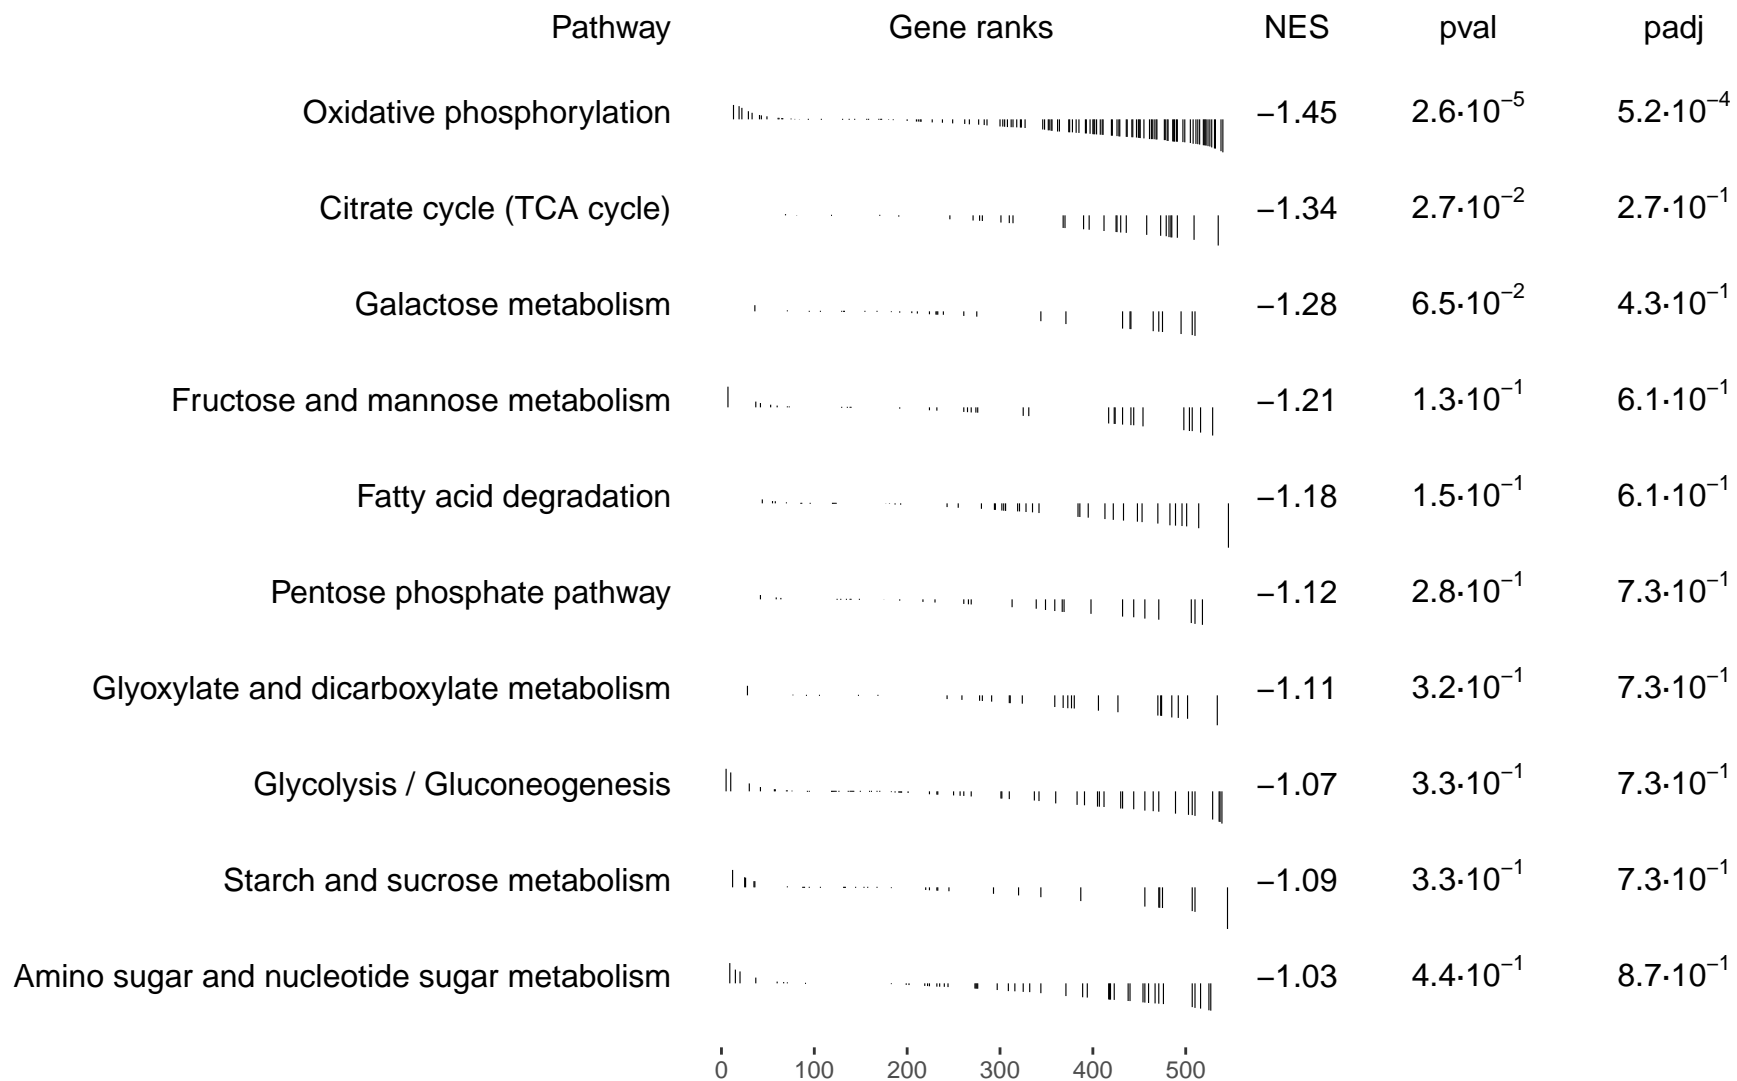 Pathway Gene ranks NES pval padj
Oxidative phosphorylation −1.45 2.6·10⁻⁵ 5.2·10⁻⁴
Citrate cycle (TCA cycle) −1.34 2.7·10⁻² 2.7·10⁻¹
Galactose metabolism −1.28 6.5·10⁻² 4.3·10⁻¹
Fructose and mannose metabolism −1.21 1.3·10⁻¹ 6.1·10⁻¹
Fatty acid degradation −1.18 1.5·10⁻¹ 6.1·10⁻¹
Pentose phosphate pathway −1.12 2.8·10⁻¹ 7.3·10⁻¹
Glyoxylate and dicarboxylate metabolism −1.11 3.2·10⁻¹ 7.3·10⁻¹
Glycolysis / Gluconeogenesis −1.07 3.3·10⁻¹ 7.3·10⁻¹
Starch and sucrose metabolism −1.09 3.3·10⁻¹ 7.3·10⁻¹
Amino sugar and nucleotide sugar metabolism −1.03 4.4·10⁻¹ 8.7·10⁻¹
0 100 200 300 400 500